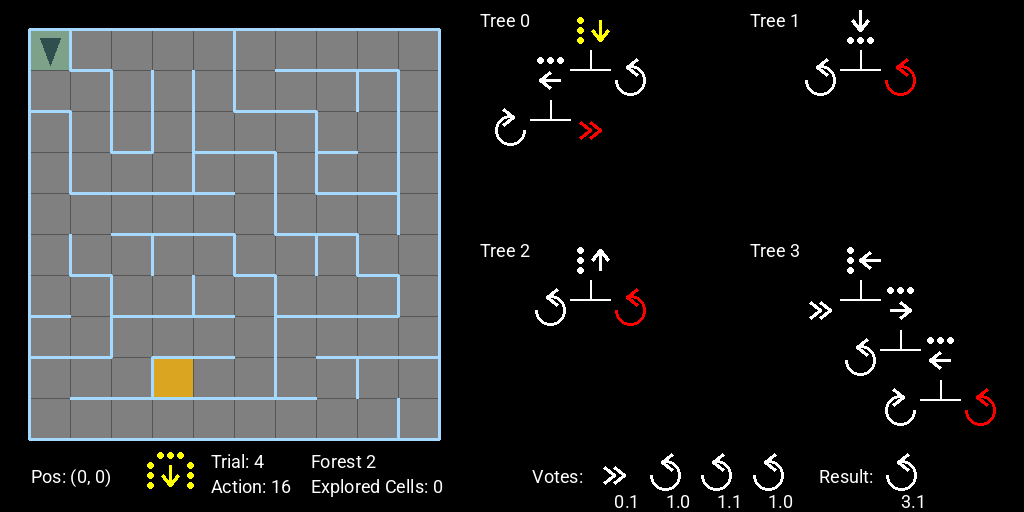 Tree 0
Tree 1
Tree 2
Tree 3
Pos: (0, 0)
Trial: 4
Forest 2
Action: 16
Explored Cells: 0
Votes:
0.1
1.0
1.1
1.0
Result:
3.1